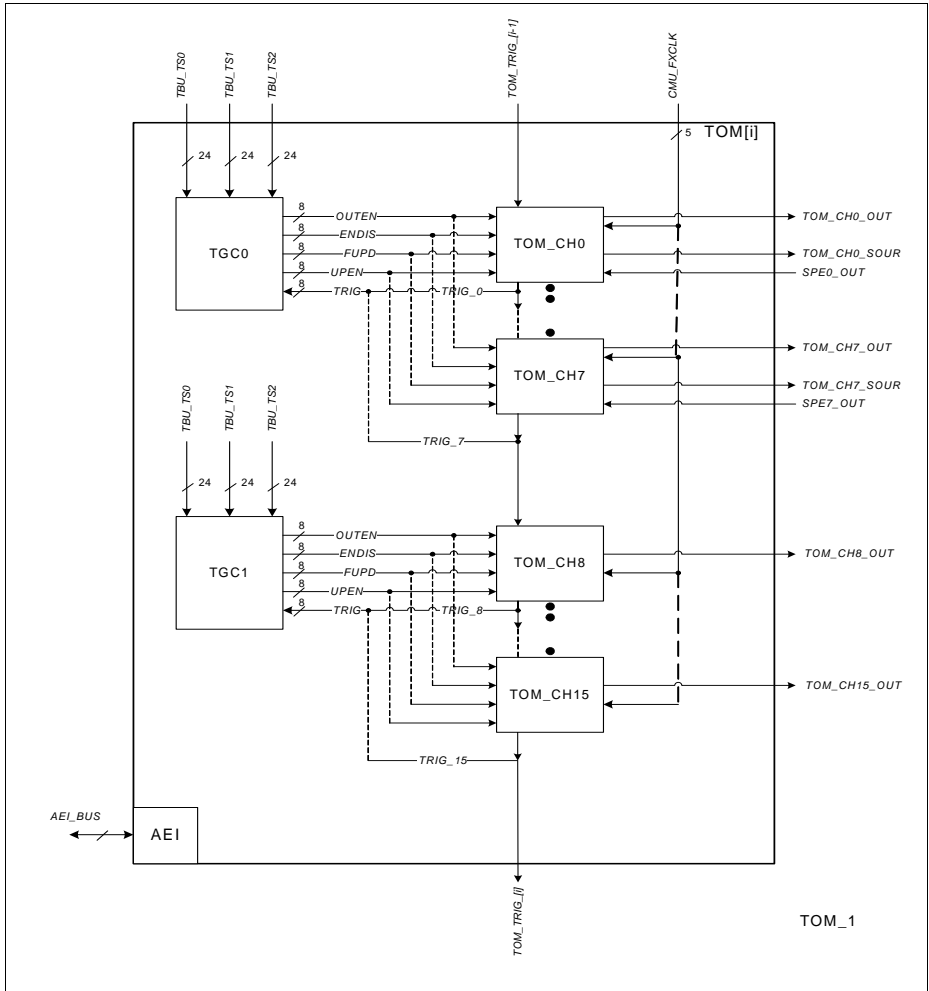 TBU_TS0
TBU_TS1
TBU_TS2
TOM_TRIG_[i-1]
CMU_FXCLK
5
TOM[i]
24
24
24
TGC0
8
OUTEN
8
ENDIS
8
FUPD
8
UPEN
8
TRIG
TRIG_0
TOM_CH0
TOM_CH0_OUT
TOM_CH0_SOUR
SPE0_OUT
TOM_CH7
TOM_CH7_OUT
TOM_CH7_SOUR
SPE7_OUT
TRIG_7
TBU_TS0
TBU_TS1
TBU_TS2
24
24
24
TGC1
8
OUTEN
8
ENDIS
8
FUPD
8
UPEN
8
TRIG
TRIG_8
TOM_CH8
TOM_CH8_OUT
TOM_CH15
TOM_CH15_OUT
TRIG_15
AEI_BUS
AEI
TOM_TRIG_[i]
TOM_1